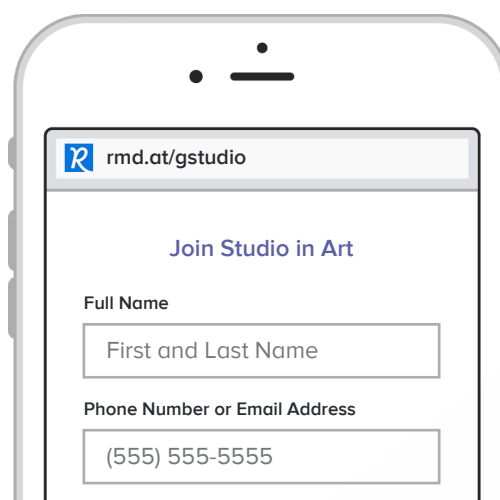 R rmd.at/gstudio
Join Studio in Art
Full Name
First and Last Name
Phone Number or Email Address
(555) 555-5555